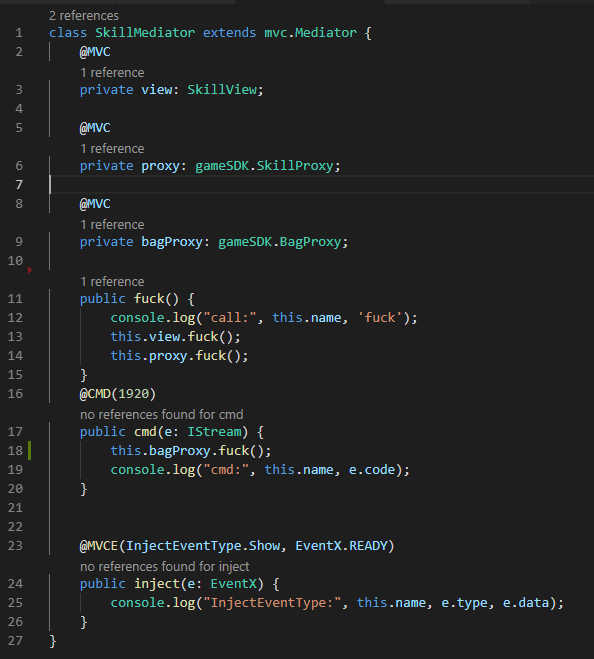 2 references
1 class SkillMediator extends mvc.Mediator {
2 @MVC
1 reference
3 private view: SkillView;
4
5 @MVC
1 reference
6 private proxy: gameSDK.SkillProxy;
7
8 @MVC
1 reference
9 private bagProxy: gameSDK.BagProxy;
10
1 reference
11 public fuck() {
12 console.log("call:", this.name, 'fuck');
13 this.view.fuck();
14 this.proxy.fuck();
15 }
16 @CMD(1920)
no references found for cmd
17 public cmd(e: IStream) {
18 this.bagProxy.fuck();
19 console.log("cmd:", this.name, e.code);
20 }
21
22
23 @MVCE(InjectEventType.Show, EventX.READY)
no references found for inject
24 public inject(e: EventX) {
25 console.log("InjectEventType:", this.name, e.type, e.data);
26 }
27 }